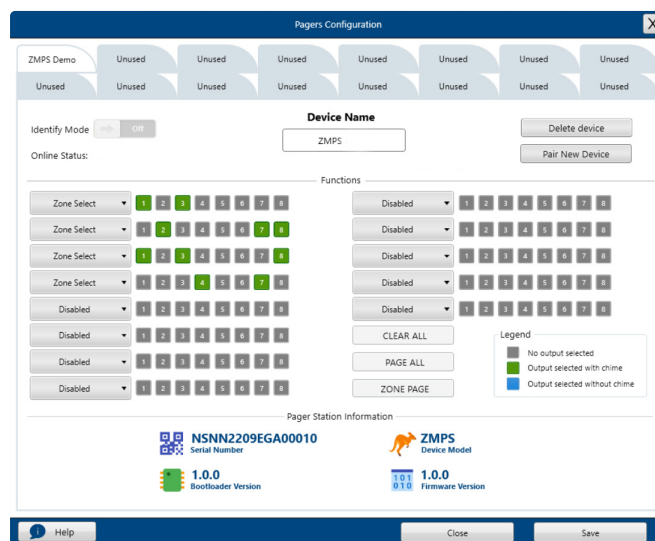 Pagers Configuration
X
ZMPS Demo Unused Unused Unused Unused Unused Unused Unused
Unused Unused Unused Unused Unused Unused Unused Unused
Device Name
Identify Mode Off ZMPS Delete device
Online Status: Pair New Device
Functions
Zone Select 1 2 3 4 5 6 7 8 Disabled 1 2 3 4 5 6 7 8
Zone Select 1 2 3 4 5 6 7 8 Disabled 1 2 3 4 5 6 7 8
Zone Select 1 2 3 4 5 6 7 8 Disabled 1 2 3 4 5 6 7 8
Zone Select 1 2 3 4 5 6 7 8 Disabled 1 2 3 4 5 6 7 8
Disabled 1 2 3 4 5 6 7 8 Disabled 1 2 3 4 5 6 7 8
Disabled 1 2 3 4 5 6 7 8 CLEAR ALL
Disabled 1 2 3 4 5 6 7 8 PAGE ALL
Disabled 1 2 3 4 5 6 7 8 ZONE PAGE
Legend
No output selected
Output selected with chime
Output selected without chime
Pager Station Information
NSNN2209EGA00010
Serial Number
ZMPS
Device Model
1.0.0
Bootloader Version
101
010
1.0.0
Firmware Version
Help Close Save